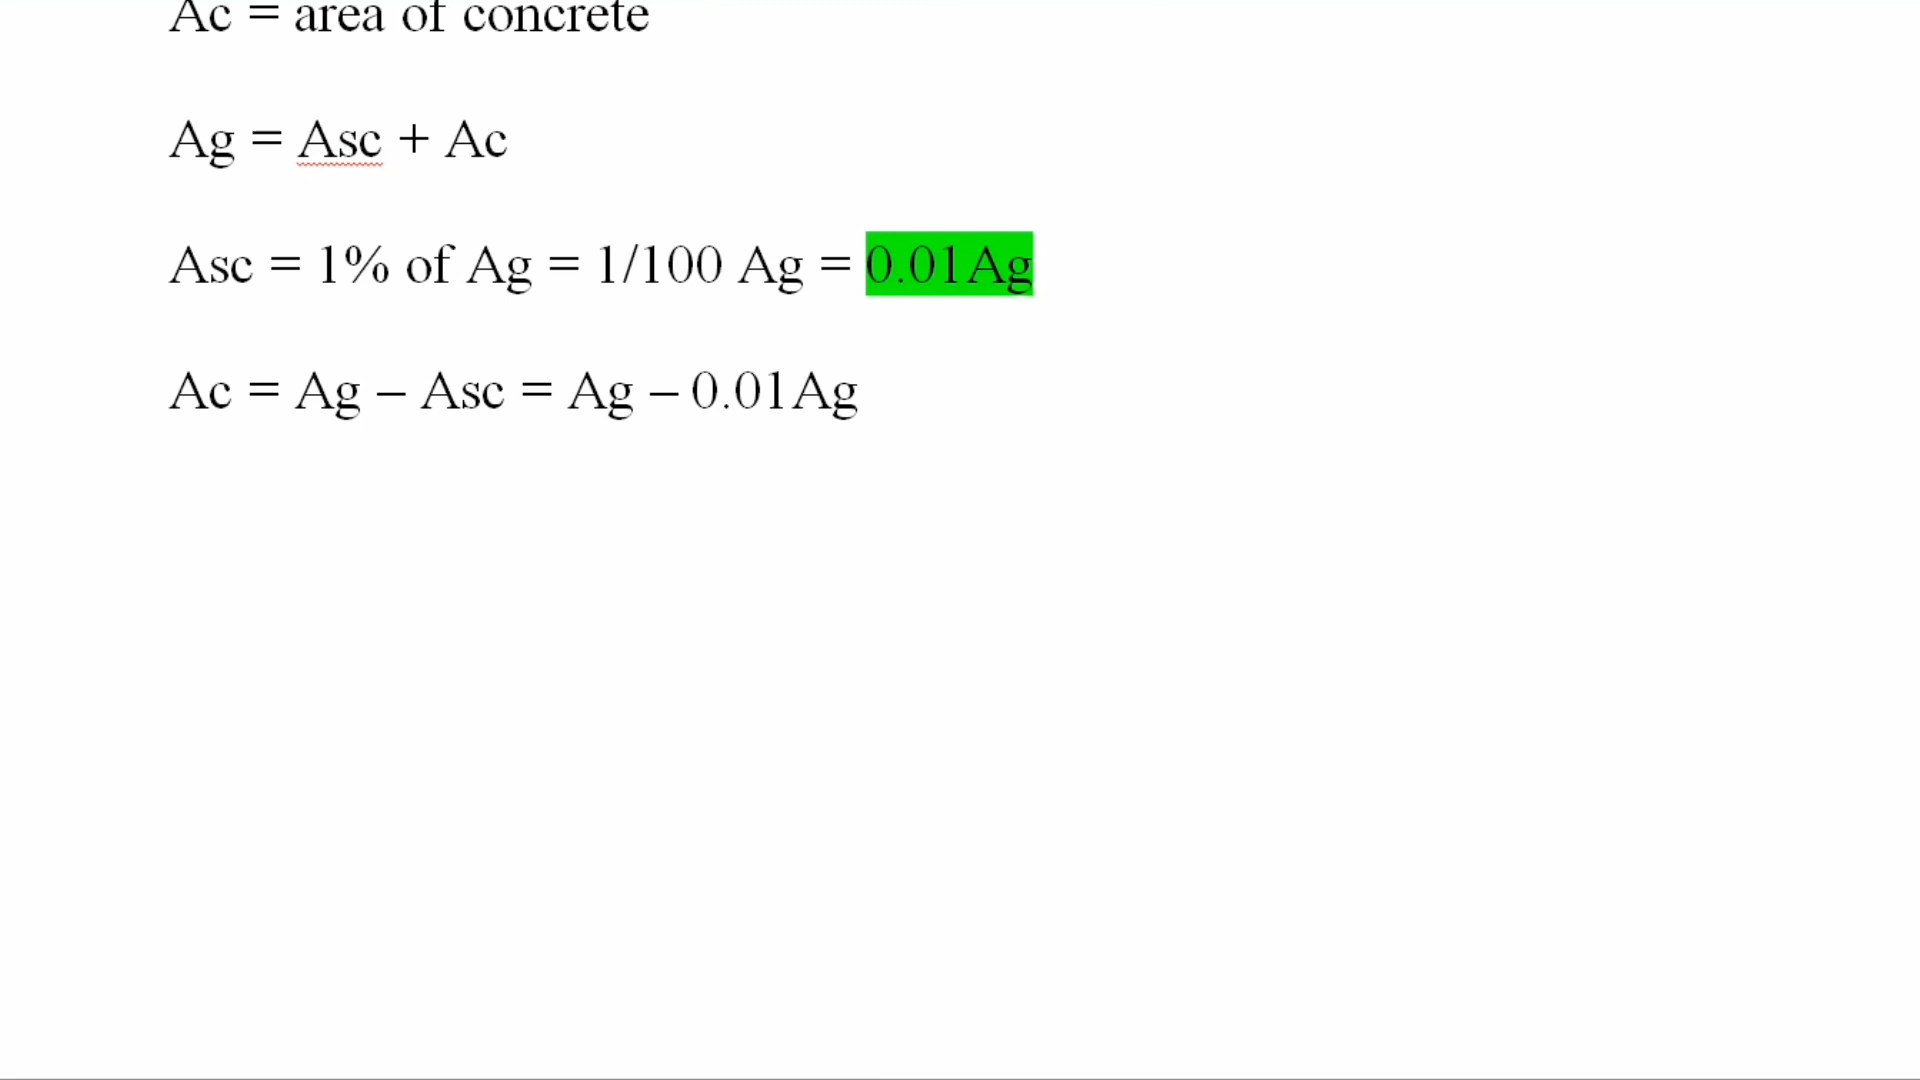 Ac = area of concrete
Ag = Asc + Ac
Asc = 1% of Ag = 1/100 Ag = 0.01Ag
Ac = Ag – Asc = Ag – 0.01Ag